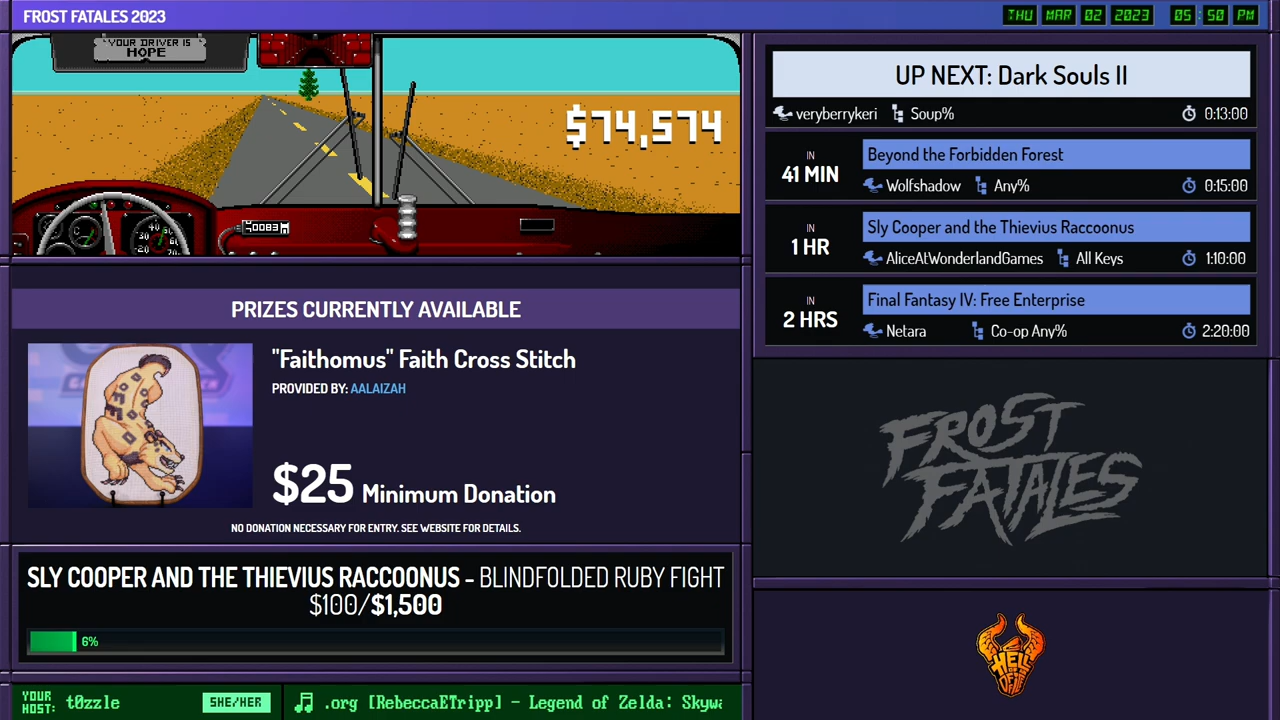 FROST FATALES 2023
THU MAR 02 2023 05:50 PM
YOUR DRIVER IS
HOPE
$74,574
0083
UP NEXT: Dark Souls II
veryberrykeri Soup% 0:13:00
IN
41 MIN
Beyond the Forbidden Forest
Wolfshadow Any% 0:15:00
IN
1 HR
Sly Cooper and the Thievius Raccoonus
AliceAtWonderlandGames All Keys 1:10:00
IN
2 HRS
Final Fantasy IV: Free Enterprise
Netara Co-op Any% 2:20:00
PRIZES CURRENTLY AVAILABLE
"Faithomus" Faith Cross Stitch
PROVIDED BY: AALAIZAH
$25 Minimum Donation
NO DONATION NECESSARY FOR ENTRY. SEE WEBSITE FOR DETAILS.
FROST
FATALES
SLY COOPER AND THE THIEVIUS RACCOONUS - BLINDFOLDED RUBY FIGHT
$100/$1,500
6%
HELL
OF IT
YOUR
HOST: t0zzle SHE/HER
.org [RebeccaETripp] - Legend of Zelda: Skyw